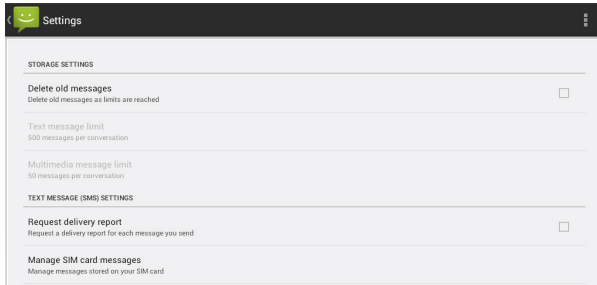 Settings
STORAGE SETTINGS
Delete old messages
Delete old messages as limits are reached
Text message limit
500 messages per conversation
Multimedia message limit
50 messages per conversation
TEXT MESSAGE (SMS) SETTINGS
Request delivery report
Request a delivery report for each message you send
Manage SIM card messages
Manage messages stored on your SIM card